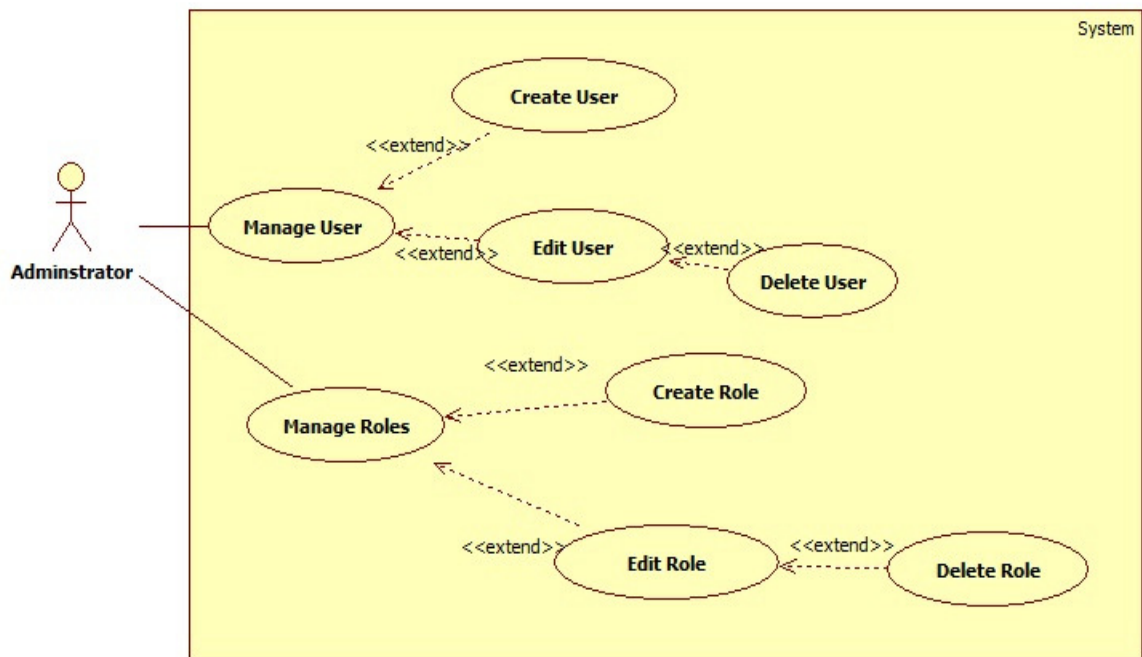 System
Create User
<<extend>>
Manage User
Edit User
<<extend>>
<<extend>>
Delete User
Adminstrator
<<extend>>
Create Role
Manage Roles
<<extend>>
Edit Role
<<extend>>
Delete Role